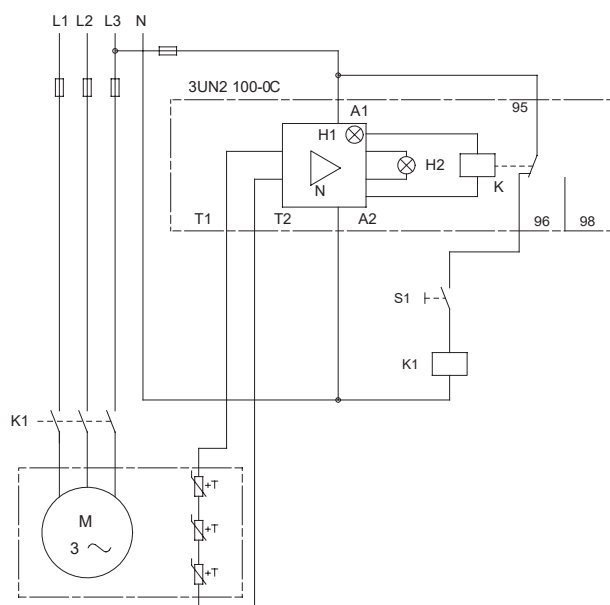 L1 L2 L3 N
3UN2 100-0C
A1
95
H1
H2
K
N
T1 T2 A2 96 98
S1
K1
K1
+T
M
+T
3
+T